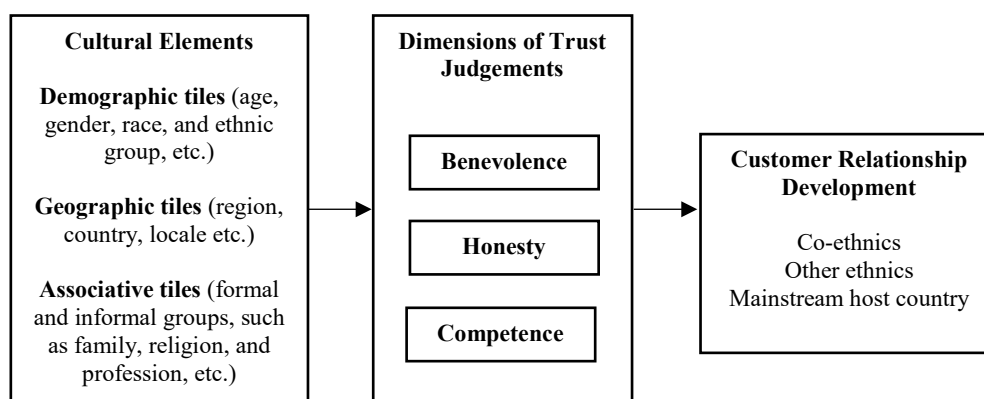 Cultural Elements
Demographic tiles (age,
gender, race, and ethnic
group, etc.)
Geographic tiles (region,
country, locale etc.)
Associative tiles (formal
and informal groups, such
as family, religion, and
profession, etc.)
Dimensions of Trust
Judgements
Benevolence
Honesty
Competence
Customer Relationship
Development
Co-ethnics
Other ethnics
Mainstream host country